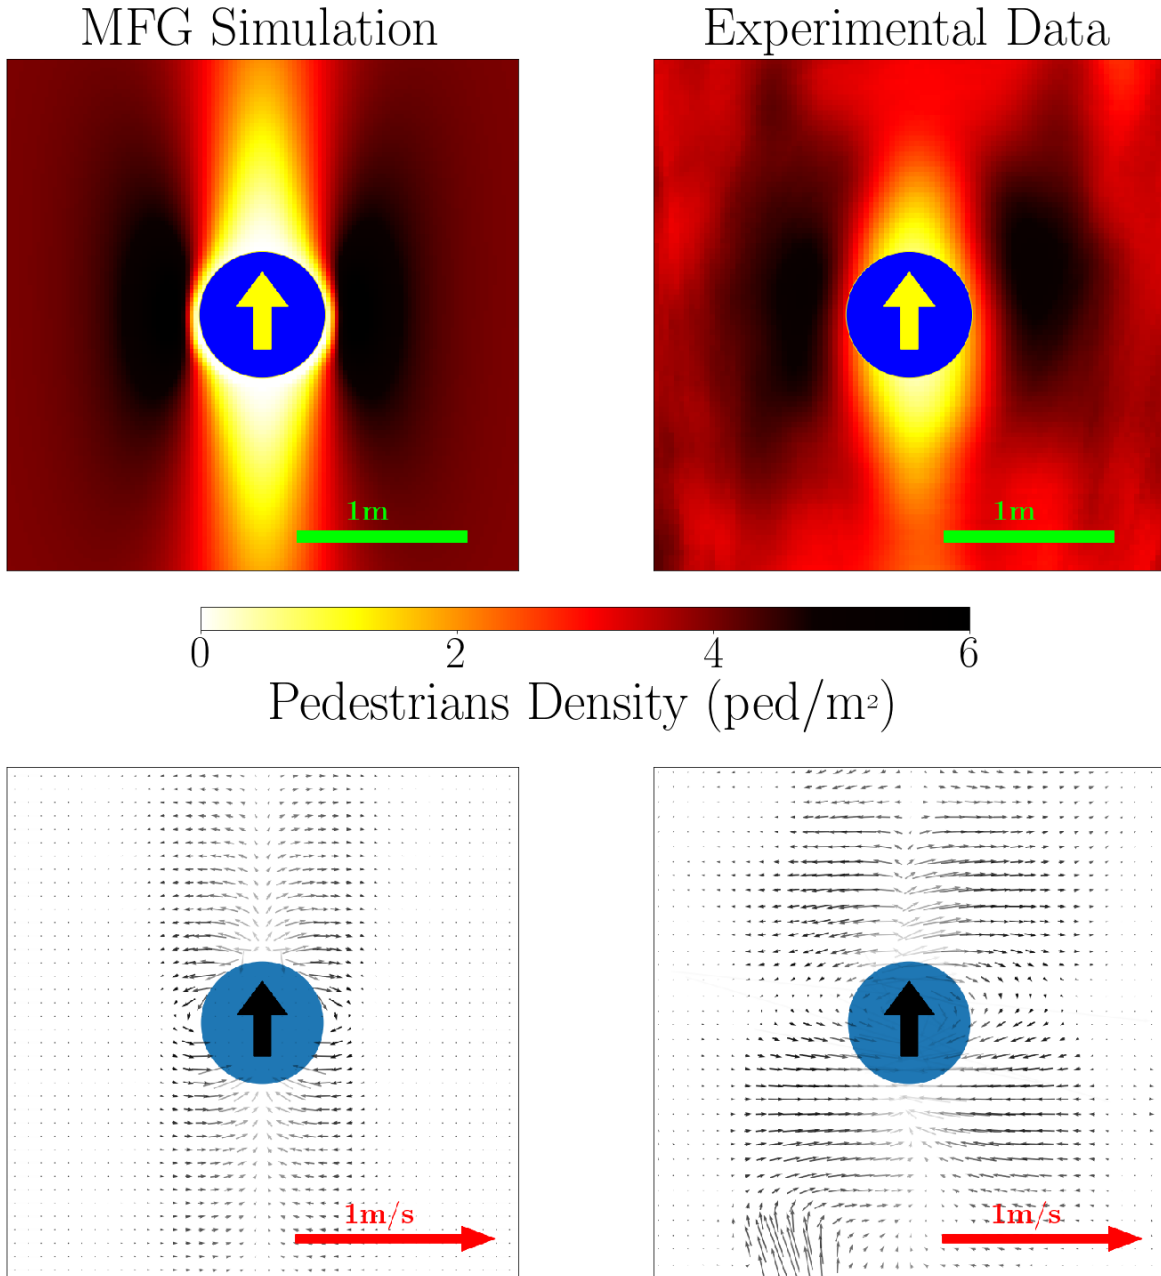 MFG Simulation
Experimental Data
1m
1m
0 2 4 6
Pedestrians Density (ped/m²)
1m/s
1m/s